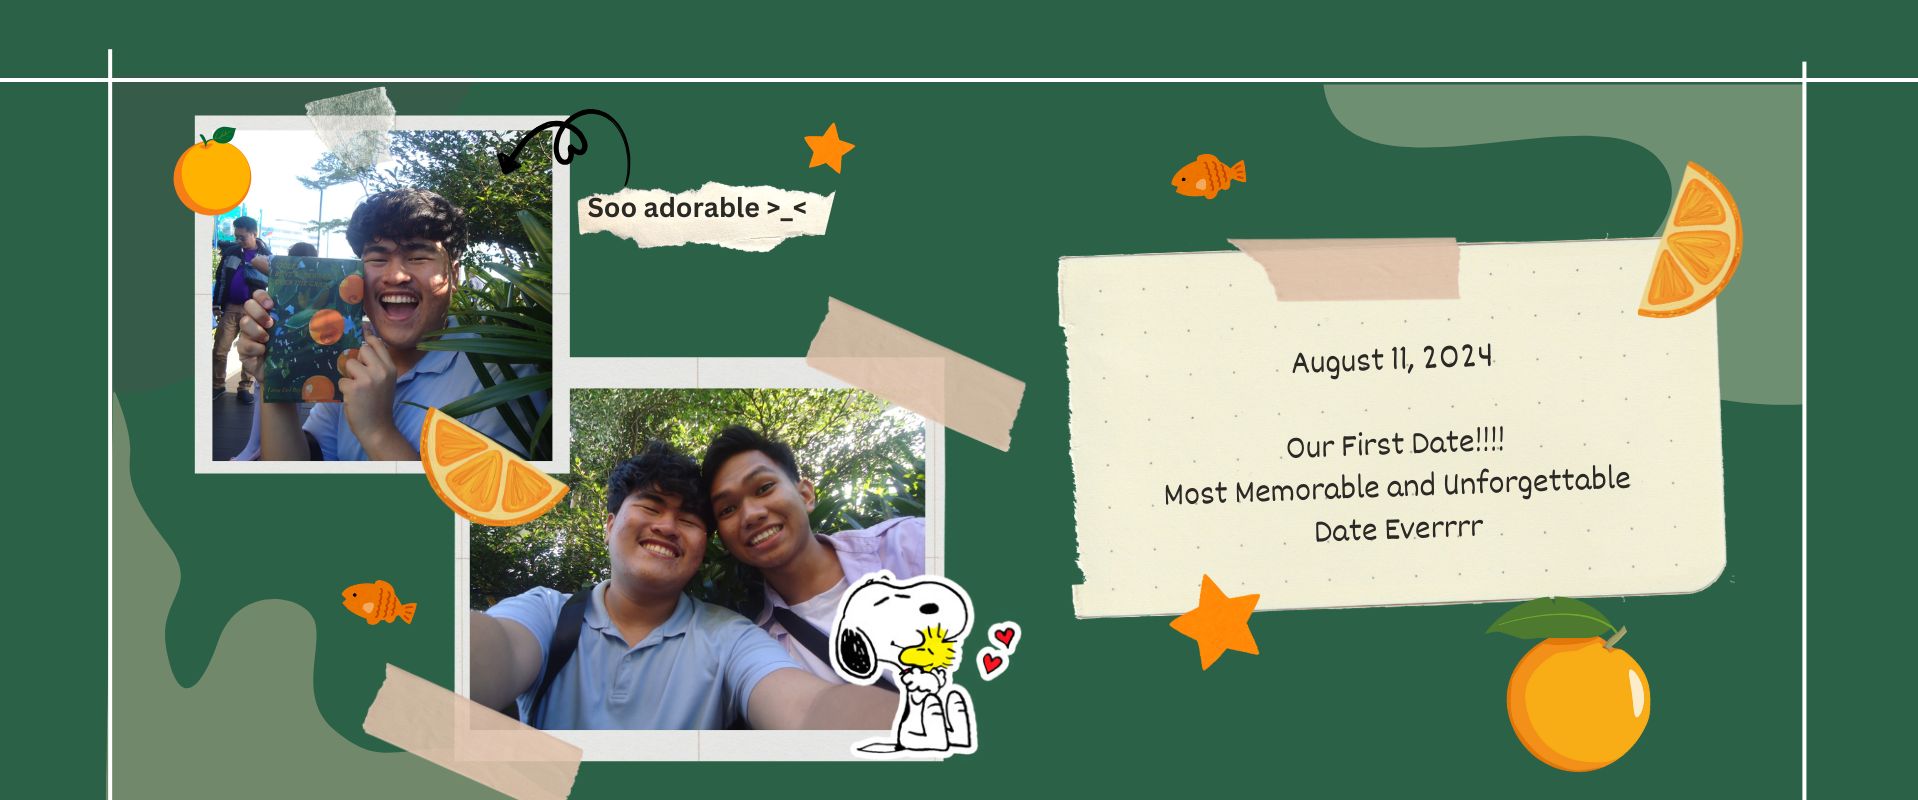 Soo adorable >_<
August 11, 2024
Our First Date!!!!
Most Memorable and Unforgettable
Date Everrrr